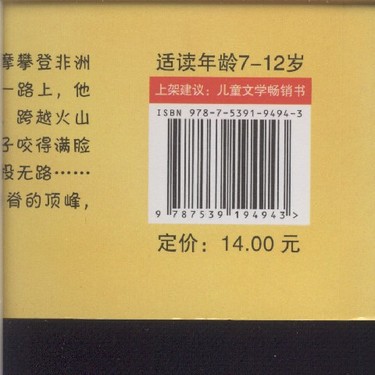 摩攀登非洲
一路上，他
跨越火山
子咬得满脸
没无路……
脊的顶峰，
适读年龄7-12岁
上架建议：儿童文学畅销书
ISBN 978-7-5391-9494-3
9 787539 194943 >
定价：14.00 元